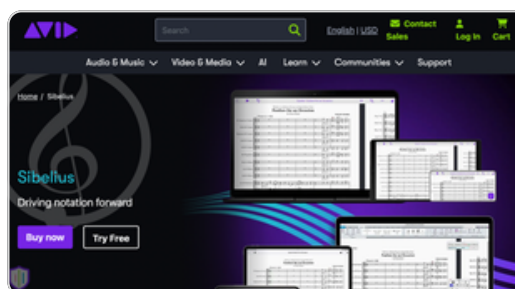 AVID
Search
English | USD
Contact Sales
Log In
Cart
Audio & Music
Video & Media
AI
Learn
Communities
Support
Home / Sibelius
Sibelius
Driving notation forward
Buy now
Try Free